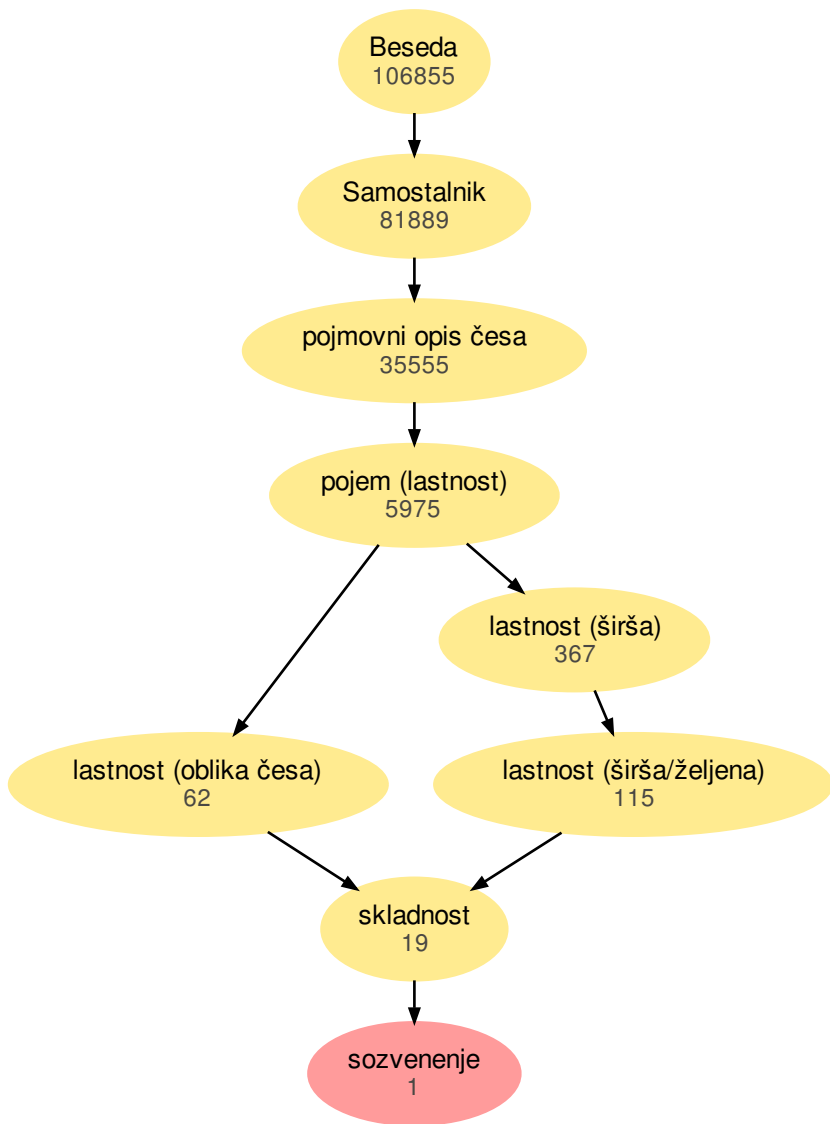 Beseda
106855
Samostalnik
81889
pojmovni opis česa
35555
pojem (lastnost)
5975
lastnost (širša)
367
lastnost (oblika česa)
62
lastnost (širša/željena)
115
skladnost
19
sozvenenje
1